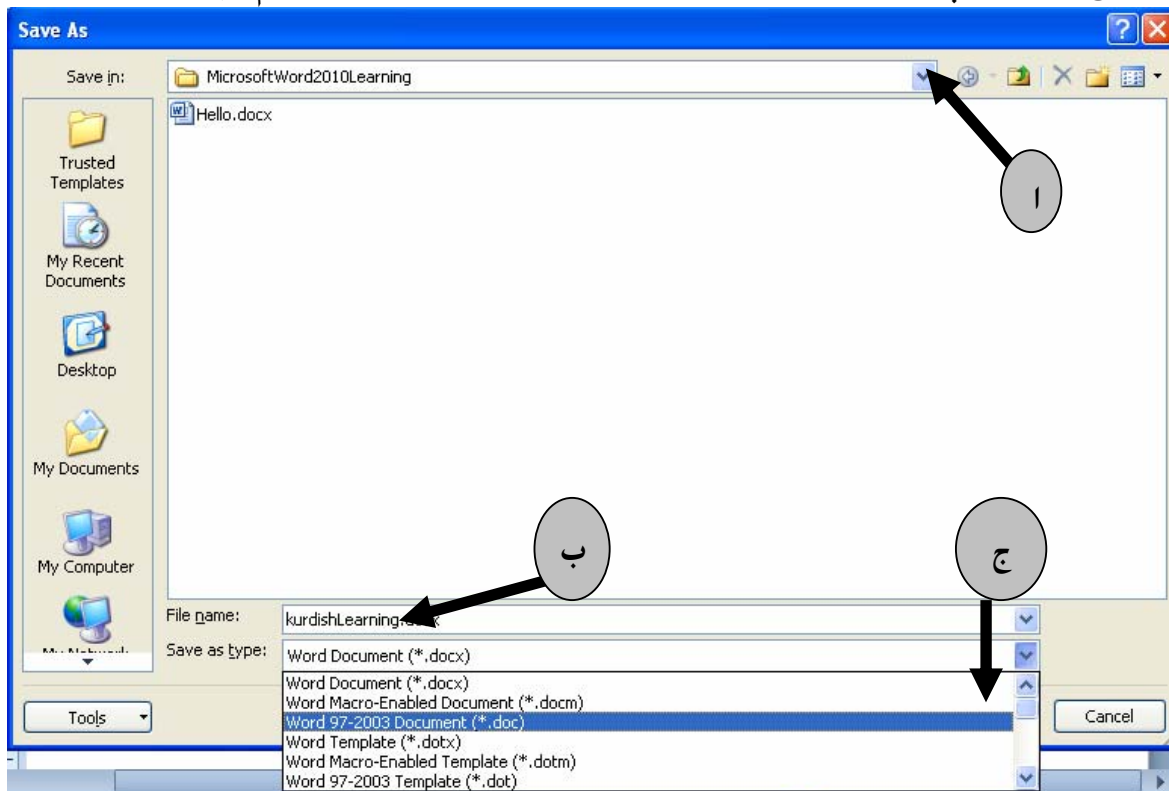 Save As
Save in:
MicrosoftWord2010Learning
Hello.docx
Trusted
Templates
ا
My Recent
Documents
Desktop
My Documents
ب
ج
My Computer
File name:
kurdishLearning
Save as type:
Word Document (*.docx)
Word Document (*.docx)
Word Macro-Enabled Document (*.docm)
Tools
Cancel
Word 97-2003 Document (*.doc)
Word Template (*.dotx)
Word Macro-Enabled Template (*.dotm)
Word 97-2003 Template (*.dot)